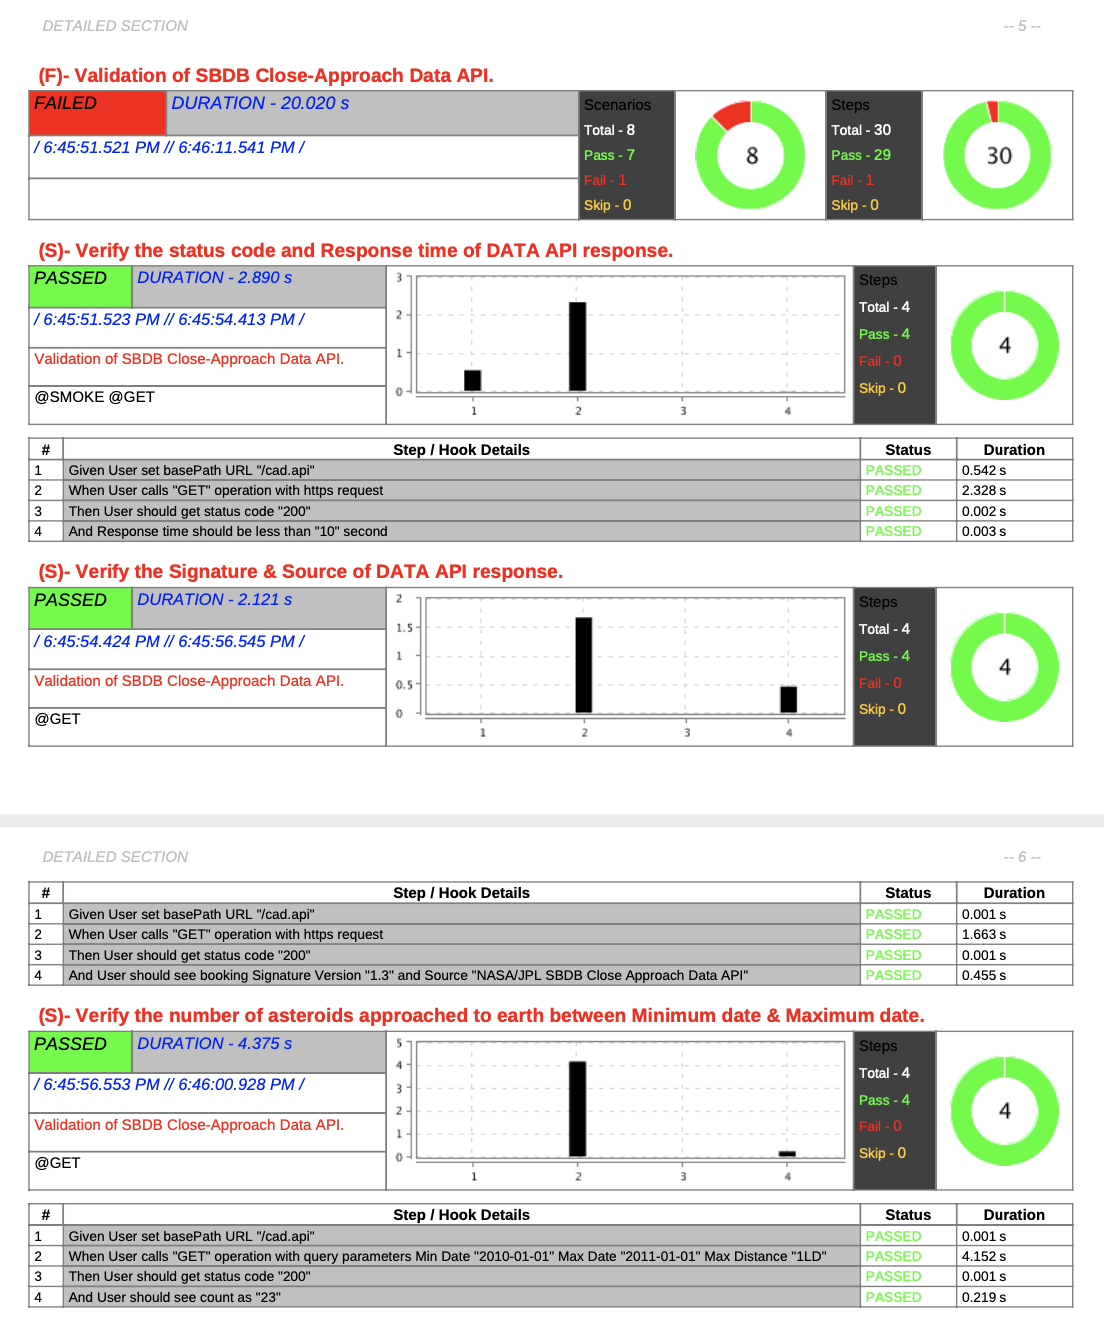 DETAILED SECTION -- 5 --
(F)- Validation of SBDB Close-Approach Data API.
FAILED DURATION - 20.020 s
/ 6:45:51.521 PM // 6:46:11.541 PM /
Scenarios
Total - 8
Pass - 7
Fail - 1
Skip - 0
8
Steps
Total - 30
Pass - 29
Fail - 1
Skip - 0
30
(S)- Verify the status code and Response time of DATA API response.
PASSED DURATION - 2.890 s
/ 6:45:51.523 PM // 6:45:54.413 PM /
Validation of SBDB Close-Approach Data API.
@SMOKE @GET
3
2
1
0
1 2 3 4
Steps
Total - 4
Pass - 4
Fail - 0
Skip - 0
4
# Step / Hook Details Status Duration
1 Given User set basePath URL "/cad.api" PASSED 0.542 s
2 When User calls "GET" operation with https request PASSED 2.328 s
3 Then User should get status code "200" PASSED 0.002 s
4 And Response time should be less than "10" second PASSED 0.003 s
(S)- Verify the Signature & Source of DATA API response.
PASSED DURATION - 2.121 s
/ 6:45:54.424 PM // 6:45:56.545 PM /
Validation of SBDB Close-Approach Data API.
@GET
2
1.5
1
0.5
0
1 2 3 4
Steps
Total - 4
Pass - 4
Fail - 0
Skip - 0
4
DETAILED SECTION -- 6 --
# Step / Hook Details Status Duration
1 Given User set basePath URL "/cad.api" PASSED 0.001 s
2 When User calls "GET" operation with https request PASSED 1.663 s
3 Then User should get status code "200" PASSED 0.001 s
4 And User should see booking Signature Version "1.3" and Source "NASA/JPL SBDB Close Approach Data API" PASSED 0.455 s
(S)- Verify the number of asteroids approached to earth between Minimum date & Maximum date.
PASSED DURATION - 4.375 s
/ 6:45:56.553 PM // 6:46:00.928 PM /
Validation of SBDB Close-Approach Data API.
@GET
5
4
3
2
1
0
1 2 3 4
Steps
Total - 4
Pass - 4
Fail - 0
Skip - 0
4
# Step / Hook Details Status Duration
1 Given User set basePath URL "/cad.api" PASSED 0.001 s
2 When User calls "GET" operation with query parameters Min Date "2010-01-01" Max Date "2011-01-01" Max Distance "1LD" PASSED 4.152 s
3 Then User should get status code "200" PASSED 0.001 s
4 And User should see count as "23" PASSED 0.219 s